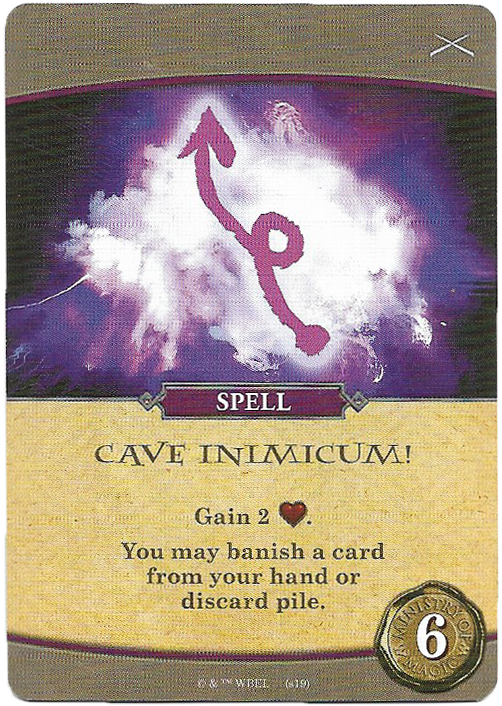 SPELL
CAVE INIMICUM!
Gain 2 ❤.
You may banish a card
from your hand or
discard pile.
MINISTRY OF
6
MAGIC
© & ™ WBEI. (s19)